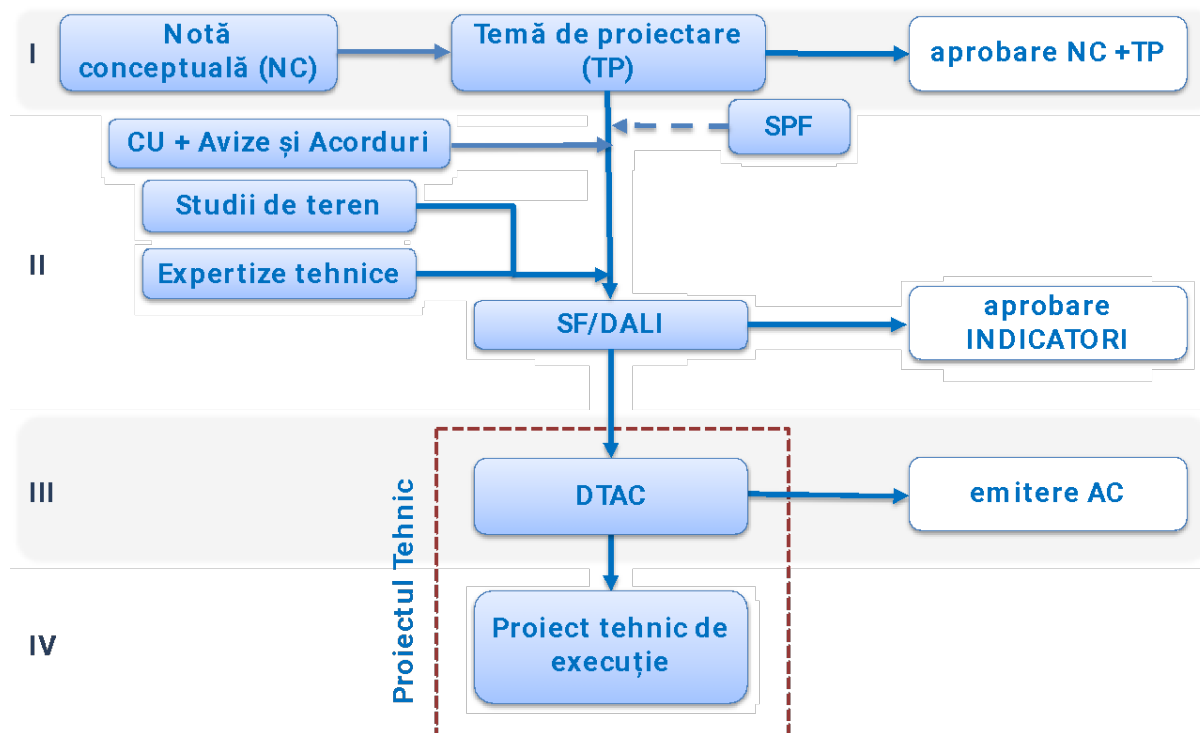 I
Notă
conceptuală (NC)
Temă de proiectare
(TP)
aprobare NC +TP
SPF
CU + Avize și Acorduri
Studii de teren
II
Expertize tehnice
SF/DALI
aprobare
INDICATORI
III
DTAC
emitere AC
Proiectul Tehnic
IV
Proiect tehnic de
execuție